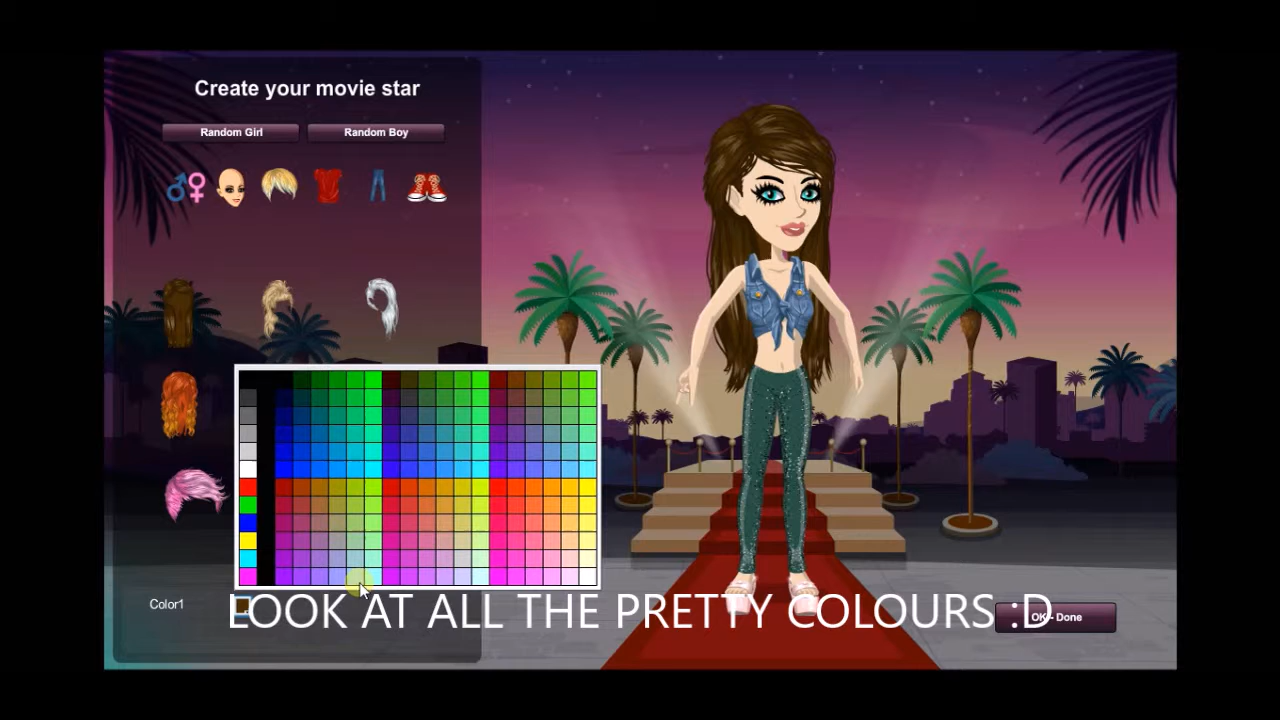 Create your movie star
Random Girl
Random Boy
Color1
LOOK AT ALL THE PRETTY COLOURS :D
OK - Done